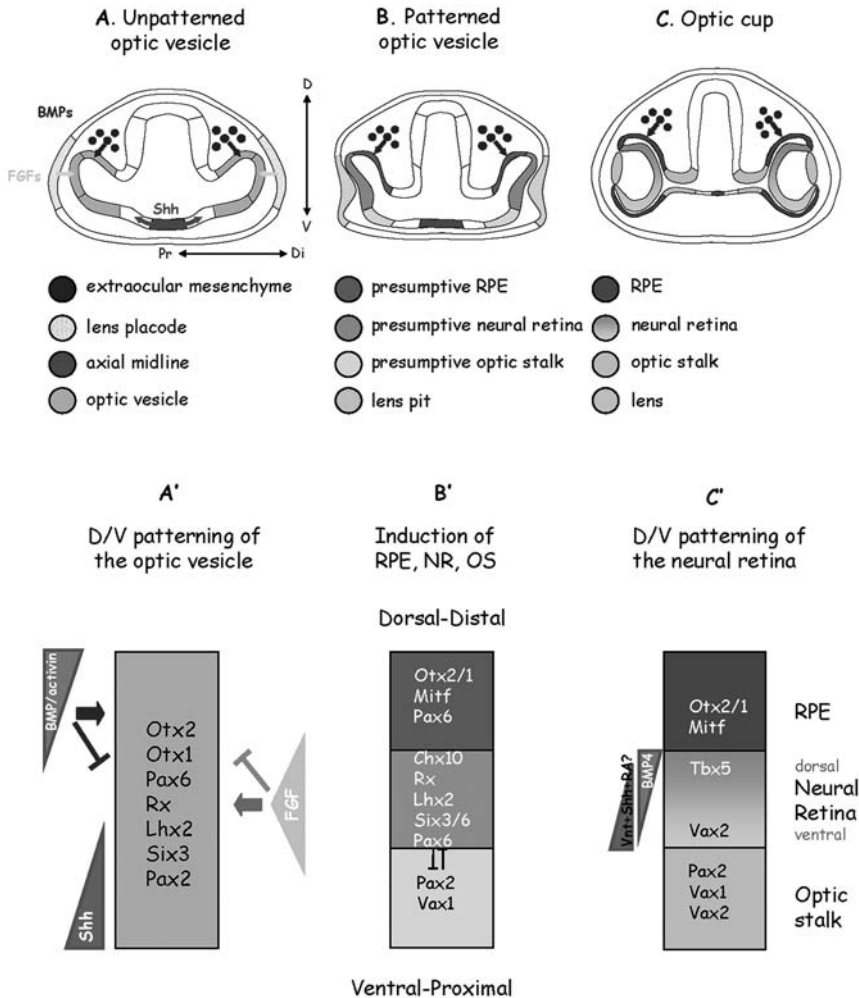 A. Unpatterned
optic vesicle
B. Patterned
optic vesicle
C. Optic cup
BMPs
FGFs
Shh
D
V
Pr
Di
extraocular mesenchyme
lens placode
axial midline
optic vesicle
presumptive RPE
presumptive neural retina
presumptive optic stalk
lens pit
RPE
neural retina
optic stalk
lens
A'
D/V patterning of
the optic vesicle
B'
Induction of
RPE, NR, OS
C'
D/V patterning of
the neural retina
Dorsal-Distal
BMP/activin
Shh
Otx2
Otx1
Pax6
Rx
Lhx2
Six3
Pax2
FGF
Otx2/1
Mitf
Pax6
Chx10
Rx
Lhx2
Six3/6
Pax6
Pax2
Vax1
Vnt+Shh+RA?
BMP4
Otx2/1
Mitf
Tbx5
Vax2
Pax2
Vax1
Vax2
RPE
dorsal
Neural
Retina
ventral
Optic
stalk
Ventral-Proximal